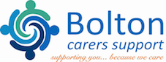 Bolton
carers support
supporting you... because we care